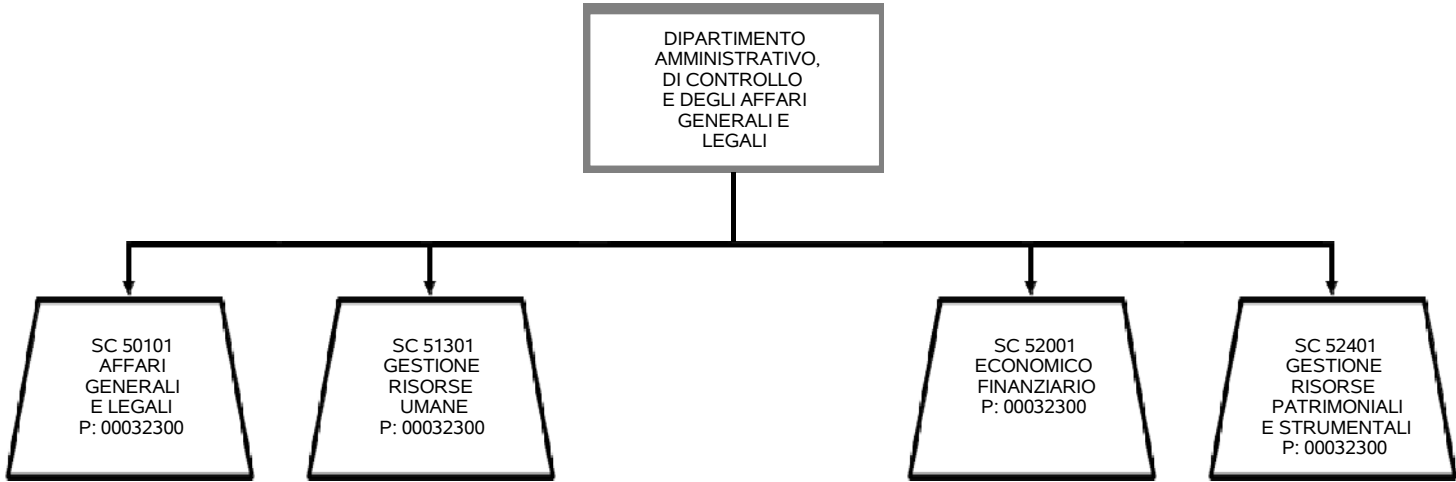 DIPARTIMENTO
AMMINISTRATIVO,
DI CONTROLLO
E DEGLI AFFARI
GENERALI E
LEGALI
SC 50101
AFFARI
GENERALI
E LEGALI
P: 00032300
SC 51301
GESTIONE
RISORSE
UMANE
P: 00032300
SC 52001
ECONOMICO
FINANZIARIO
P: 00032300
SC 52401
GESTIONE
RISORSE
PATRIMONIALI
E STRUMENTALI
P: 00032300